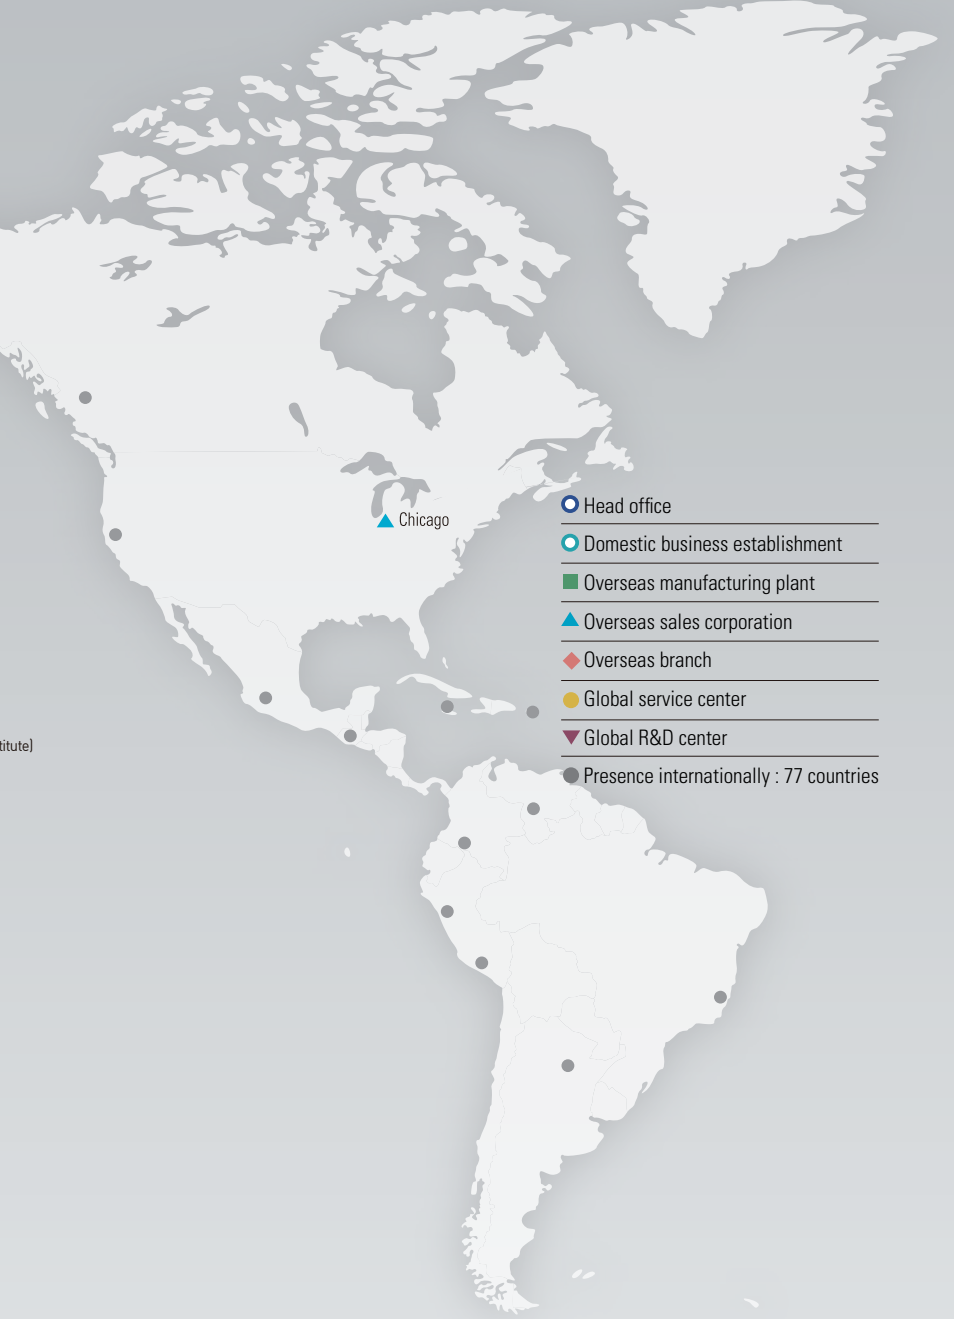 Chicago
Head office
Domestic business establishment
Overseas manufacturing plant
Overseas sales corporation
Overseas branch
Global service center
titute)
Global R&D center
Presence internationally : 77 countries